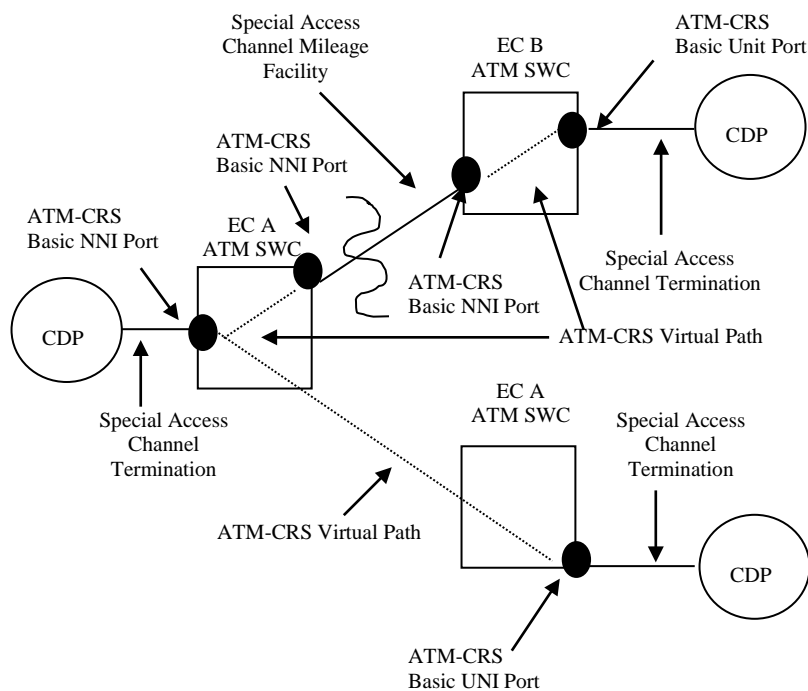 Special Access
Channel Mileage
Facility
EC B
ATM SWC
ATM-CRS
Basic Unit Port
CDP
ATM-CRS
Basic NNI Port
ATM-CRS
Basic NNI Port
EC A
ATM SWC
ATM-CRS
Basic NNI Port
Special Access
Channel Termination
CDP
ATM-CRS Virtual Path
Special Access
Channel
Termination
EC A
ATM SWC
Special Access
Channel
Termination
ATM-CRS Virtual Path
CDP
ATM-CRS
Basic UNI Port